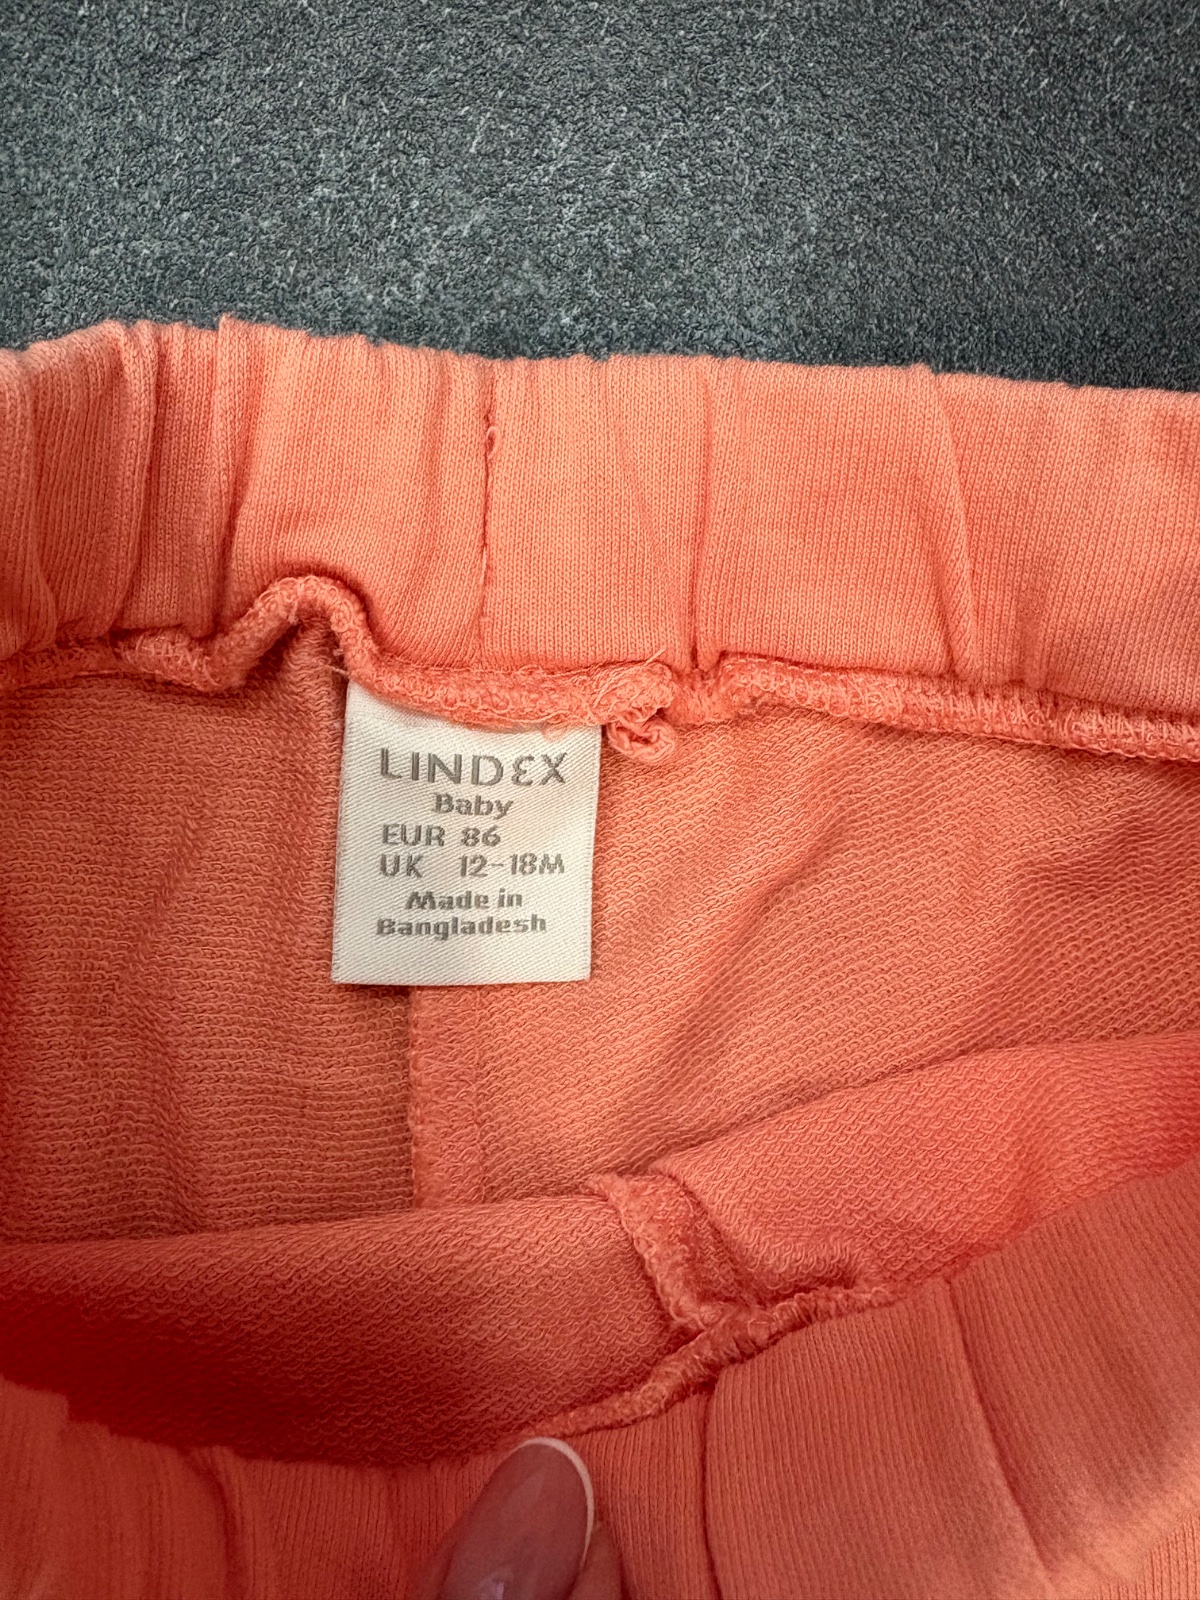 LINDEX
Baby
EUR 86
UK 12-18M
Made in
Bangladesh